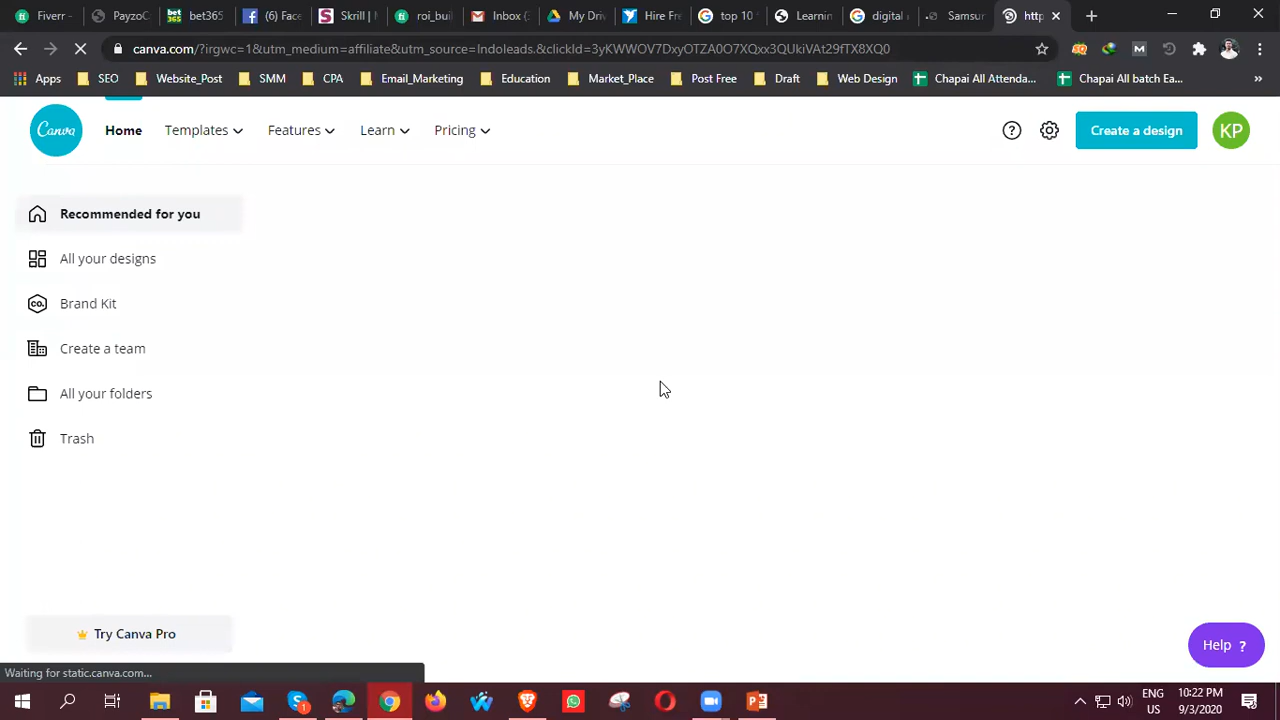 Fiverr -
PayzoC
bet365
(6) Face
Skrill |
roi_buil
Inbox (2
My Driv
Hire Fre
top 10
Learnin
digital
Samsu
http
canva.com/?irgwc=1&utm_medium=affiliate&utm_source=Indoleads.&clickId=3yKWWOV7DxyOTZA0O7XQxx3QUkiVAt29fTX8XQ0
Apps
SEO
Website_Post
SMM
CPA
Email_Marketing
Education
Market_Place
Post Free
Draft
Web Design
Chapai All Attenda...
Chapai All batch Ea...
»
Canva
Home
Templates
Features
Learn
Pricing
?
Create a design
KP
Recommended for you
All your designs
CO.
Brand Kit
Create a team
All your folders
Trash
Try Canva Pro
Help ?
Waiting for static.canva.com...
ENG
US
10:22 PM
9/3/2020